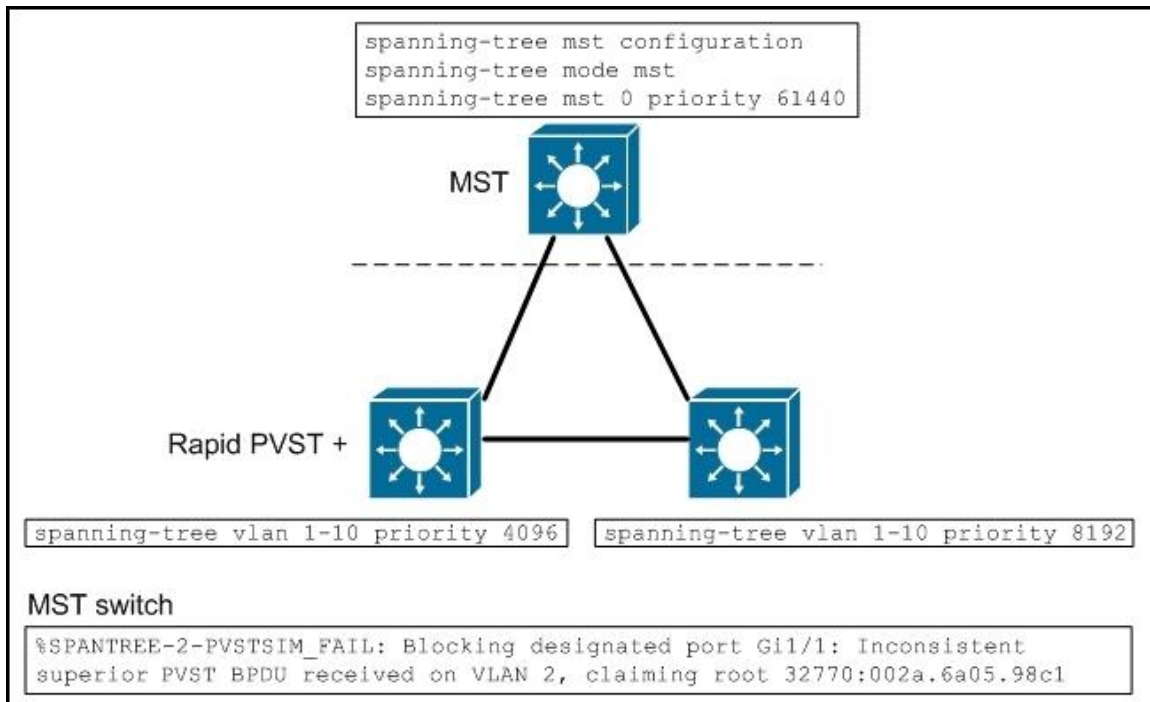 spanning-tree mst configuration
spanning-tree mode mst
spanning-tree mst 0 priority 61440
MST
Rapid PVST +
spanning-tree vlan 1-10 priority 4096
spanning-tree vlan 1-10 priority 8192
MST switch
%SPANTREE-2-PVSTSIM_FAIL: Blocking designated port Gi1/1: Inconsistent
superior PVST BPDU received on VLAN 2, claiming root 32770:002a.6a05.98c1